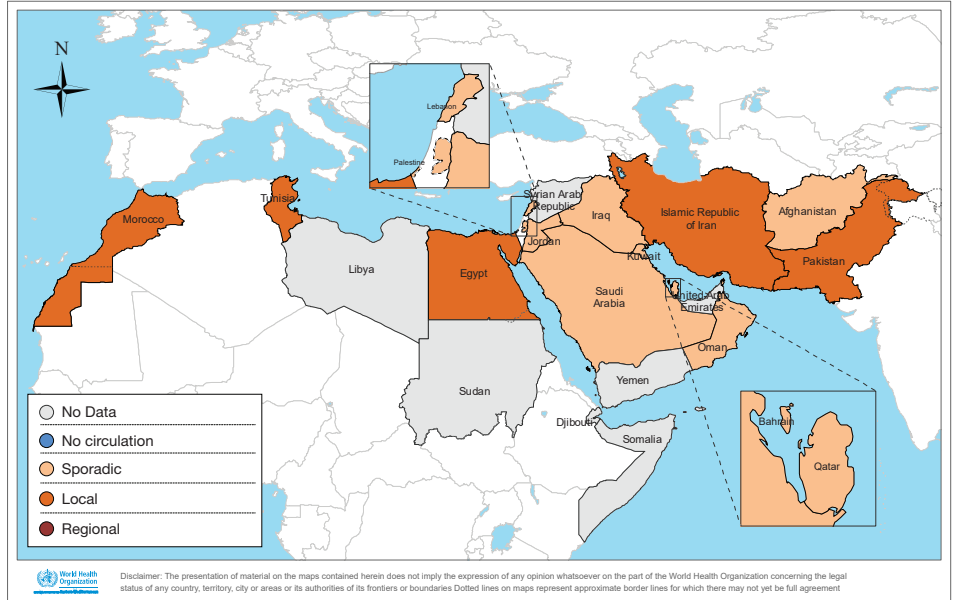 N
Lebanon
Palestine
Tunisia
Syrian Arab
Republic
Morocco
Iraq
Islamic Republic
of Iran
Afghanistan
Jordan
Kuwait
Pakistan
Libya
Egypt
Saudi
Arabia
United Arab
Emirates
Oman
Yemen
Sudan
Djibouti
Somalia
Bahrain
Qatar
No Data
No circulation
Sporadic
Local
Regional
World Health
Organization
Disclaimer: The presentation of material on the maps contained herein does not imply the expression of any opinion whatsoever on the part of the World Health Organization concerning the legal
status of any country, territory, city or areas or its authorities of its frontiers or boundaries Dotted lines on maps represent approximate border lines for which there may not yet be full agreement